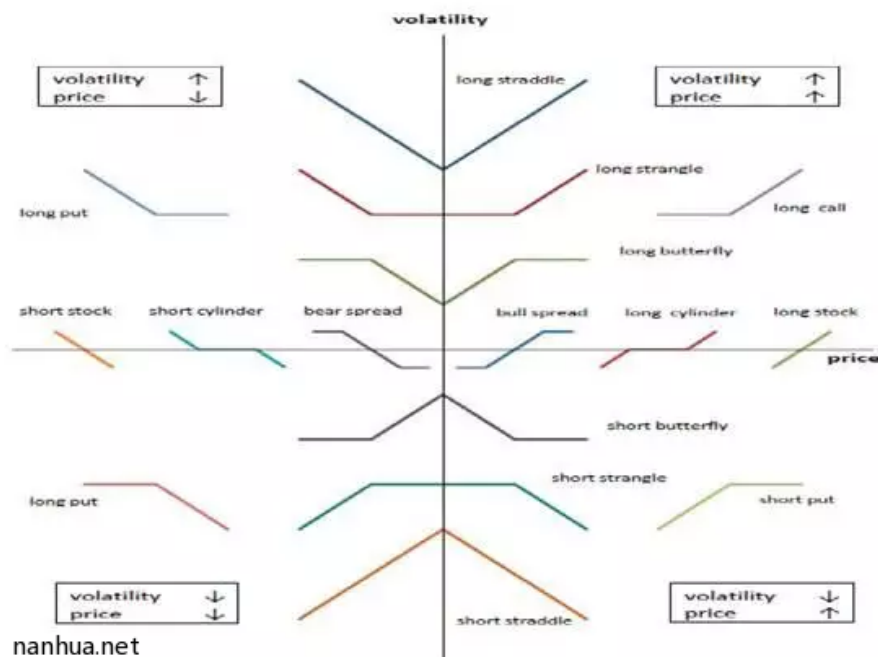 volatility
volatility ↑
price ↓
long straddle
volatility ↑
price ↑
long strangle
long put
long call
long butterfly
short stock
short cylinder
bear spread
bull spread
long cylinder
long stock
price
short butterfly
short strangle
long put
short put
volatility ↓
price ↓
volatility ↓
price ↑
short straddle
nanhua.net